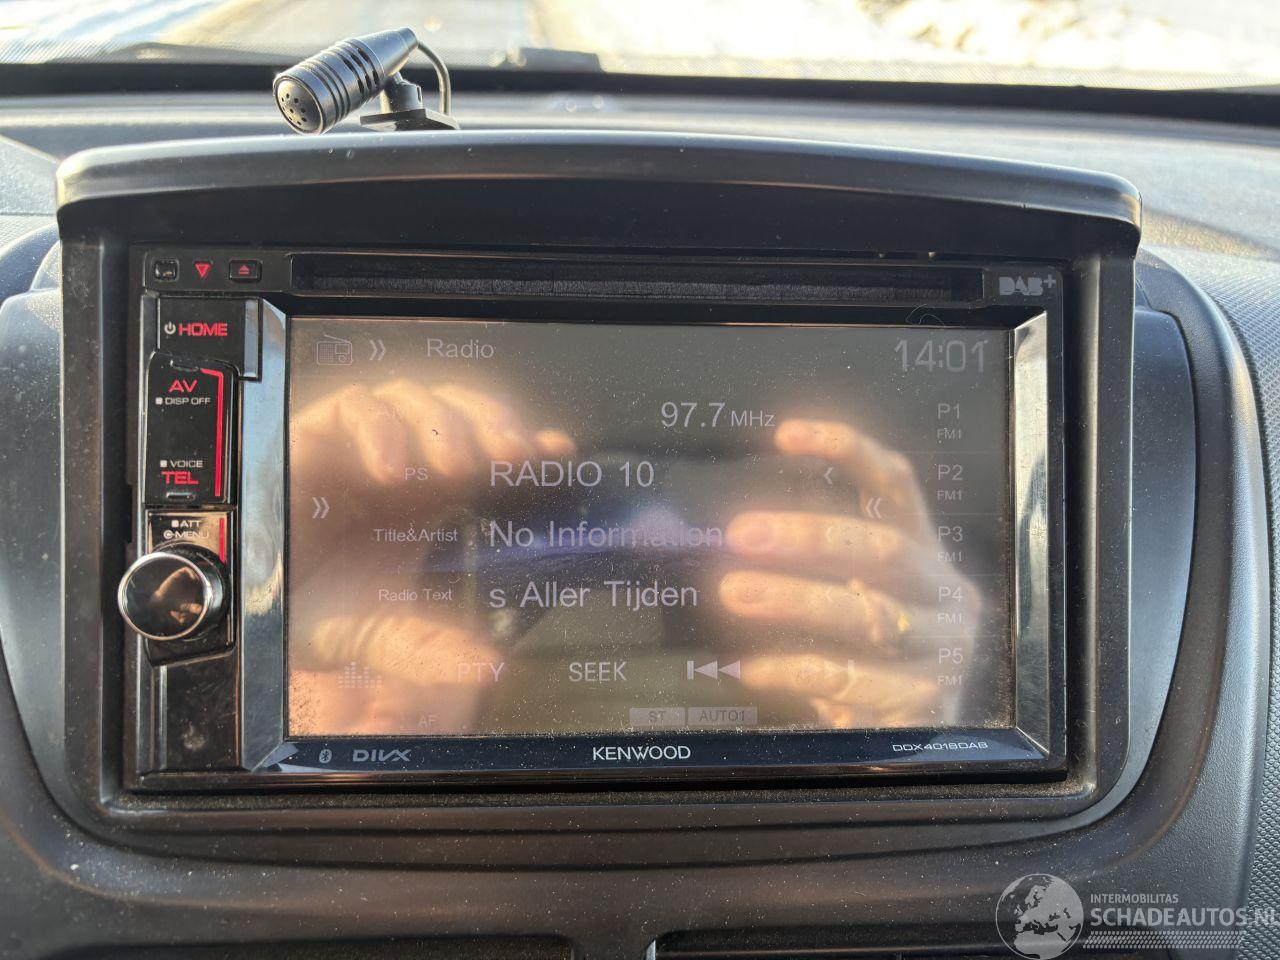 DAB+
HOME
AV
DISP OFF
VOICE
TEL
ATT
Radio
14:01
97.7 MHz
P1
FM1
PS
RADIO 10
P2
FM1
Title&Artist
No Information
P3
FM1
Radio Text
s Aller Tijden
P4
FM1
PTY
SEEK
P5
FM1
AF
ST
AUTO1
DIVX
KENWOOD
DDX4018DAB
INTERMOBILITAS
SCHADEAUTOS.NL